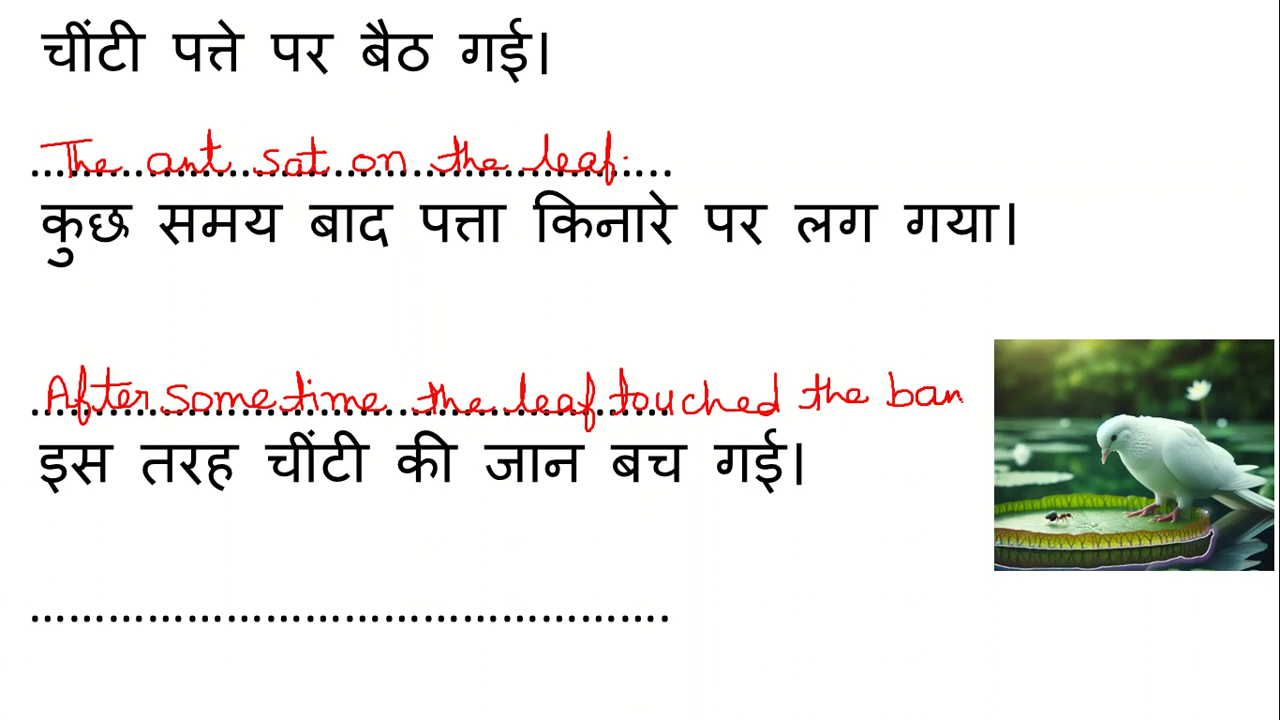 चींटी पत्ते पर बैठ गई।
The ant sat on the leaf.
कुछ समय बाद पत्ता किनारे पर लग गया।
After some time the leaf touched the ban
इस तरह चींटी की जान बच गई।